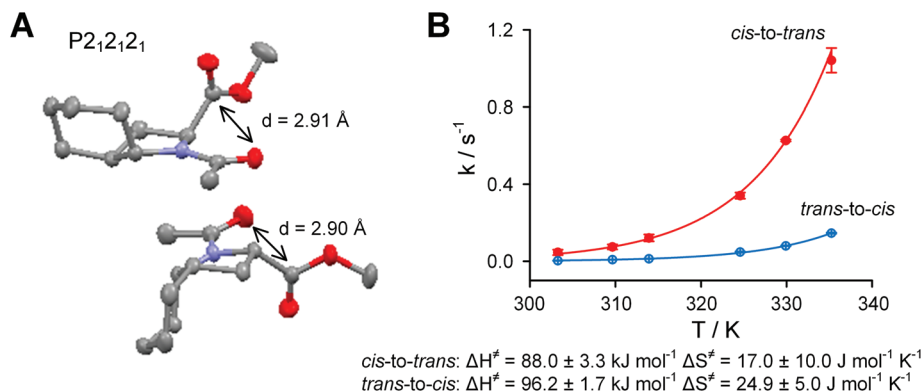 A
P2₁2₁2₁
d = 2.91 Å
d = 2.90 Å
B
cis-to-trans
trans-to-cis
k / s⁻¹
1.2
0.8
0.4
0.0
300 310 320 330 340
T / K
cis-to-trans: ΔH≠ = 88.0 ± 3.3 kJ mol⁻¹ ΔS≠ = 17.0 ± 10.0 J mol⁻¹ K⁻¹
trans-to-cis: ΔH≠ = 96.2 ± 1.7 kJ mol⁻¹ ΔS≠ = 24.9 ± 5.0 J mol⁻¹ K⁻¹